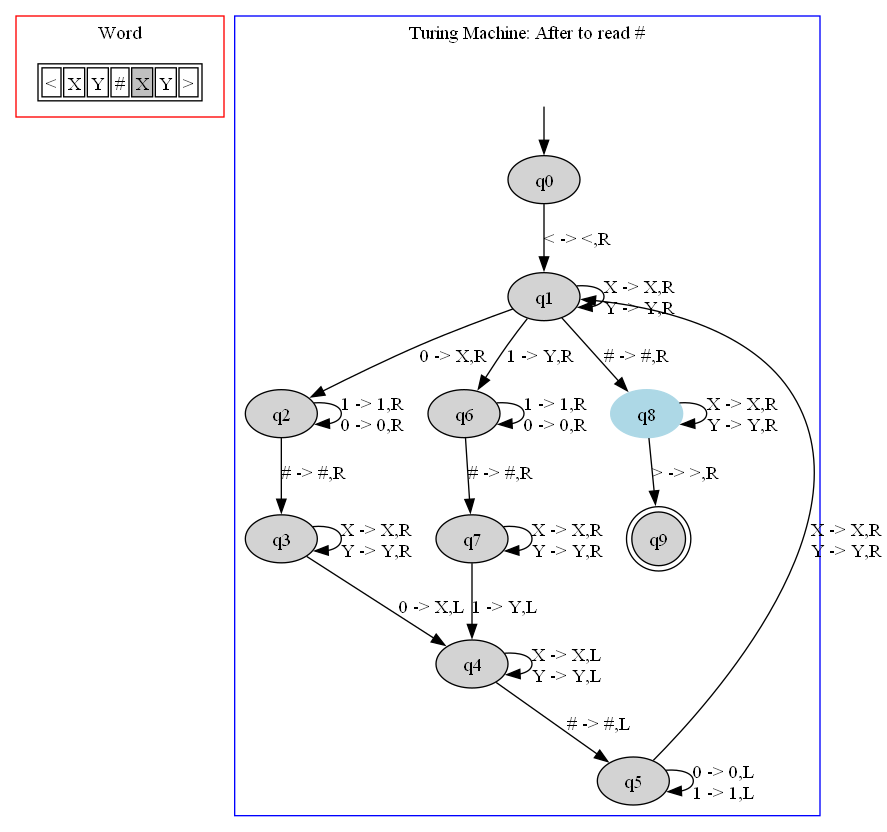 Word
< X Y # X Y >
Turing Machine: After to read #
q0
< -> <,R
q1
X -> X,R
Y -> Y,R
0 -> X,R
1 -> Y,R
# -> #,R
q2
1 -> 1,R
0 -> 0,R
q6
1 -> 1,R
0 -> 0,R
q8
X -> X,R
Y -> Y,R
# -> #,R
# -> #,R
> -> >,R
q3
X -> X,R
Y -> Y,R
q7
X -> X,R
Y -> Y,R
q9
X -> X,R
Y -> Y,R
0 -> X,L
1 -> Y,L
q4
X -> X,L
Y -> Y,L
# -> #,L
q5
0 -> 0,L
1 -> 1,L